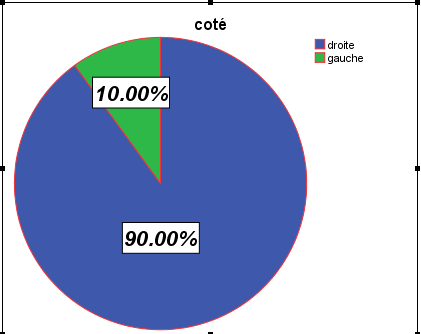 coté
droite
gauche
10.00%
90.00%